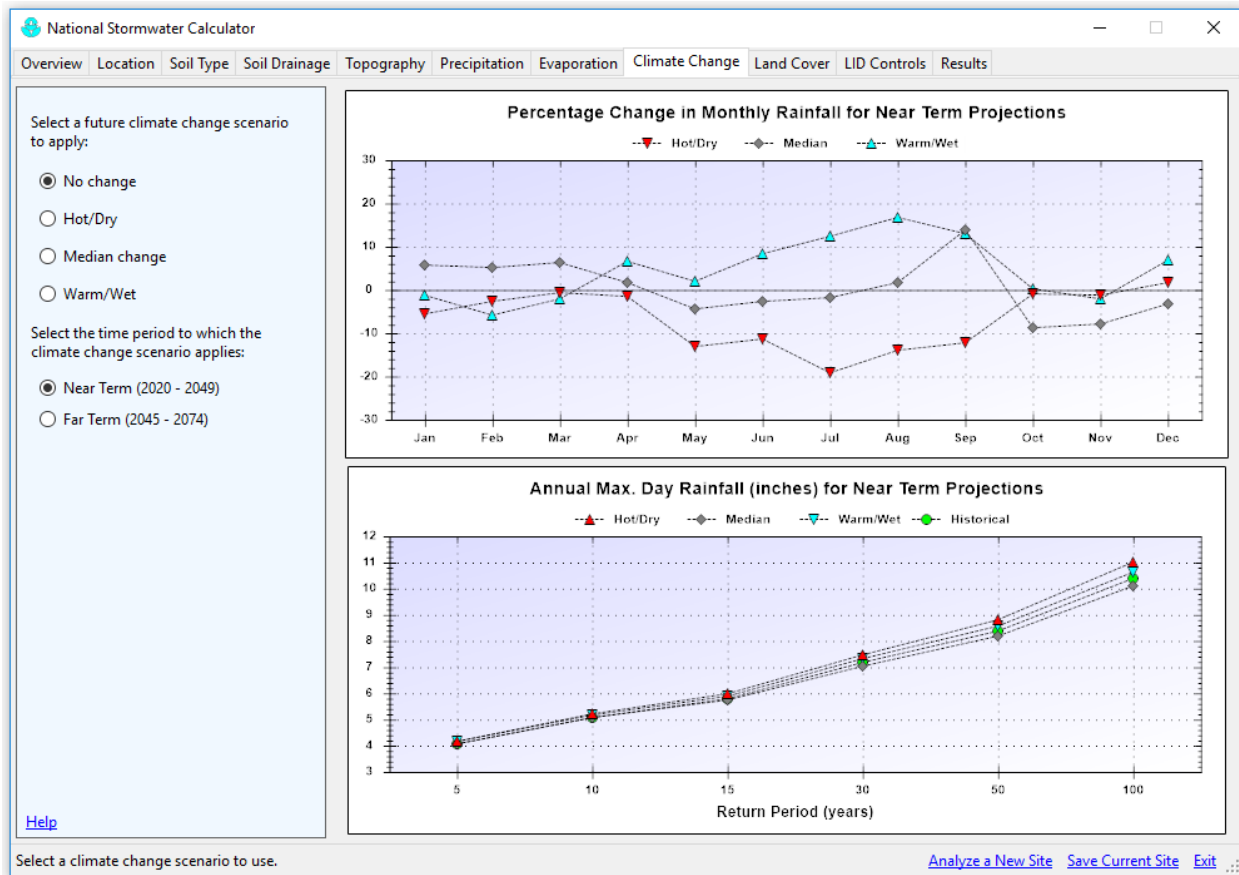 National Stormwater Calculator
Overview Location Soil Type Soil Drainage Topography Precipitation Evaporation Climate Change Land Cover LID Controls Results
Select a future climate change scenario
to apply:
No change
Hot/Dry
Median change
Warm/Wet
Select the time period to which the
climate change scenario applies:
Near Term (2020 - 2049)
Far Term (2045 - 2074)
Help
Percentage Change in Monthly Rainfall for Near Term Projections
Hot/Dry Median Warm/Wet
30
20
10
0
-10
-20
-30
Jan Feb Mar Apr May Jun Jul Aug Sep Oct Nov Dec
Annual Max. Day Rainfall (inches) for Near Term Projections
Hot/Dry Median Warm/Wet Historical
12
11
10
9
8
7
6
5
4
3
5 10 15 30 50 100
Return Period (years)
Select a climate change scenario to use.
Analyze a New Site Save Current Site Exit